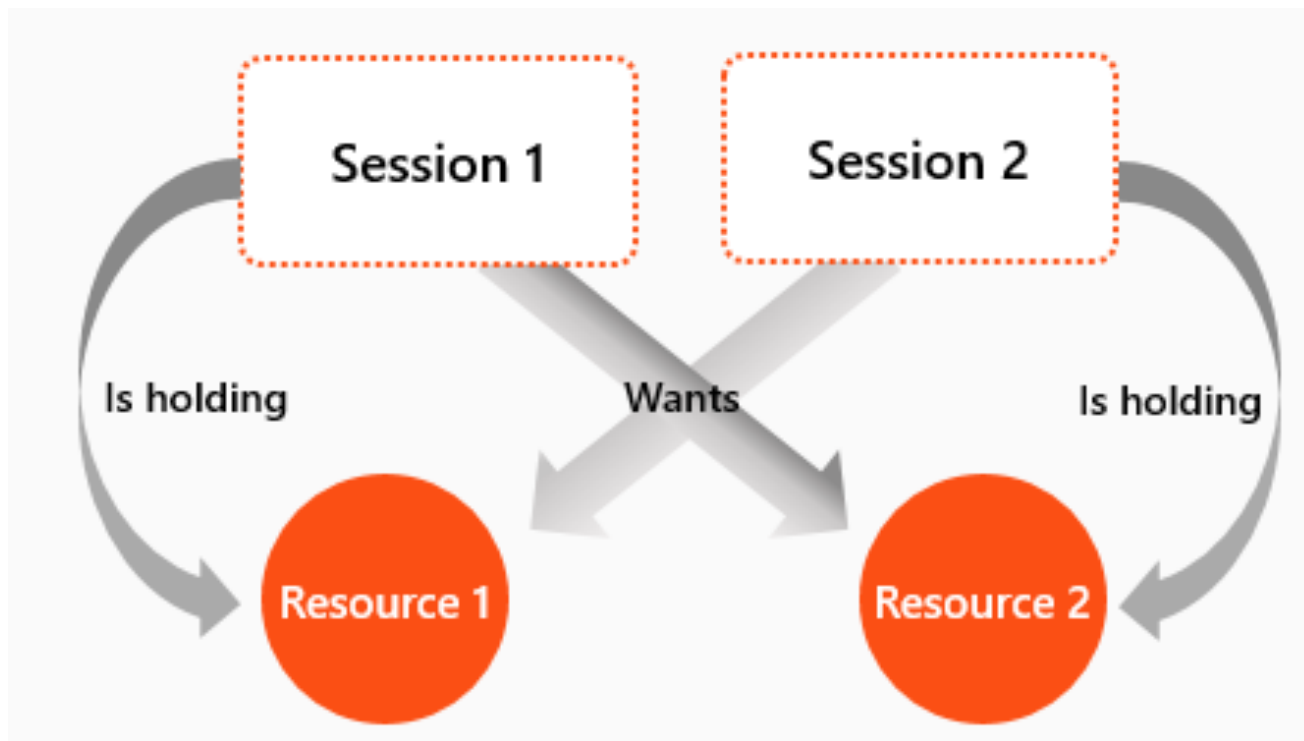 Session 1
Session 2
Is holding
Wants
Is holding
Resource 1
Resource 2